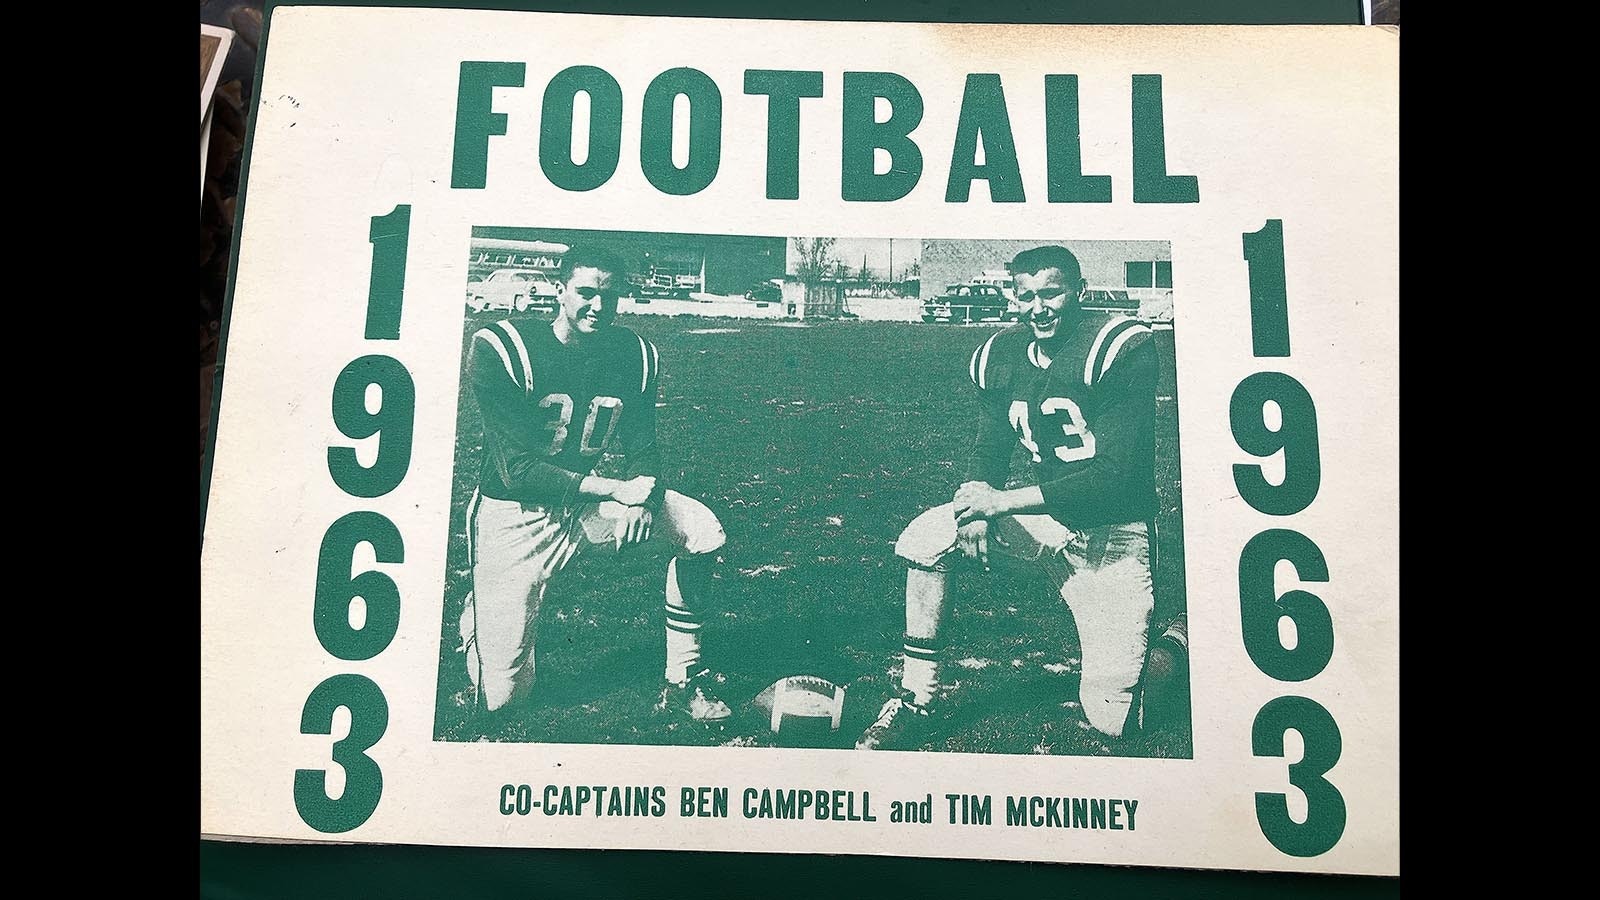 FOOTBALL
1963
1963
30
43
CO-CAPTAINS BEN CAMPBELL and TIM MCKINNEY